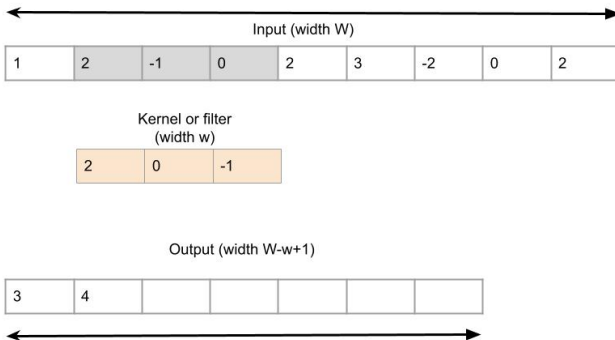 Input (width W)
1 2 -1 0 2 3 -2 0 2
Kernel or filter
(width w)
2 0 -1
Output (width W-w+1)
3 4